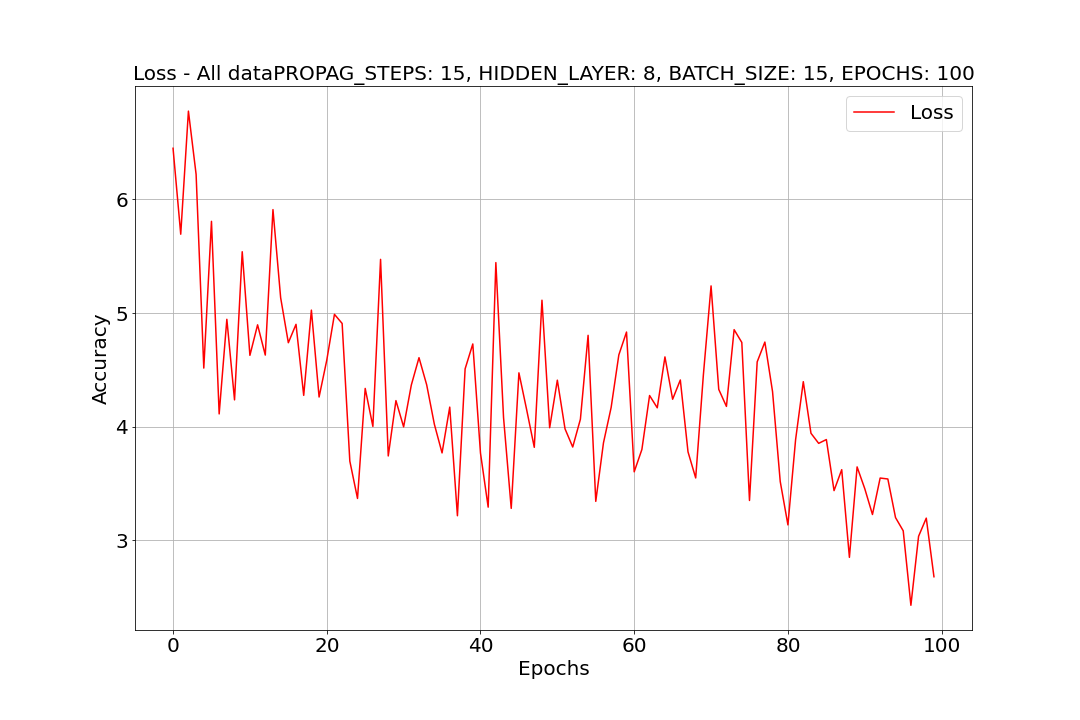 Loss - All dataPROPAG_STEPS: 15, HIDDEN_LAYER: 8, BATCH_SIZE: 15, EPOCHS: 100
Loss
6
5
4
3
Accuracy
0 20 40 60 80 100
Epochs